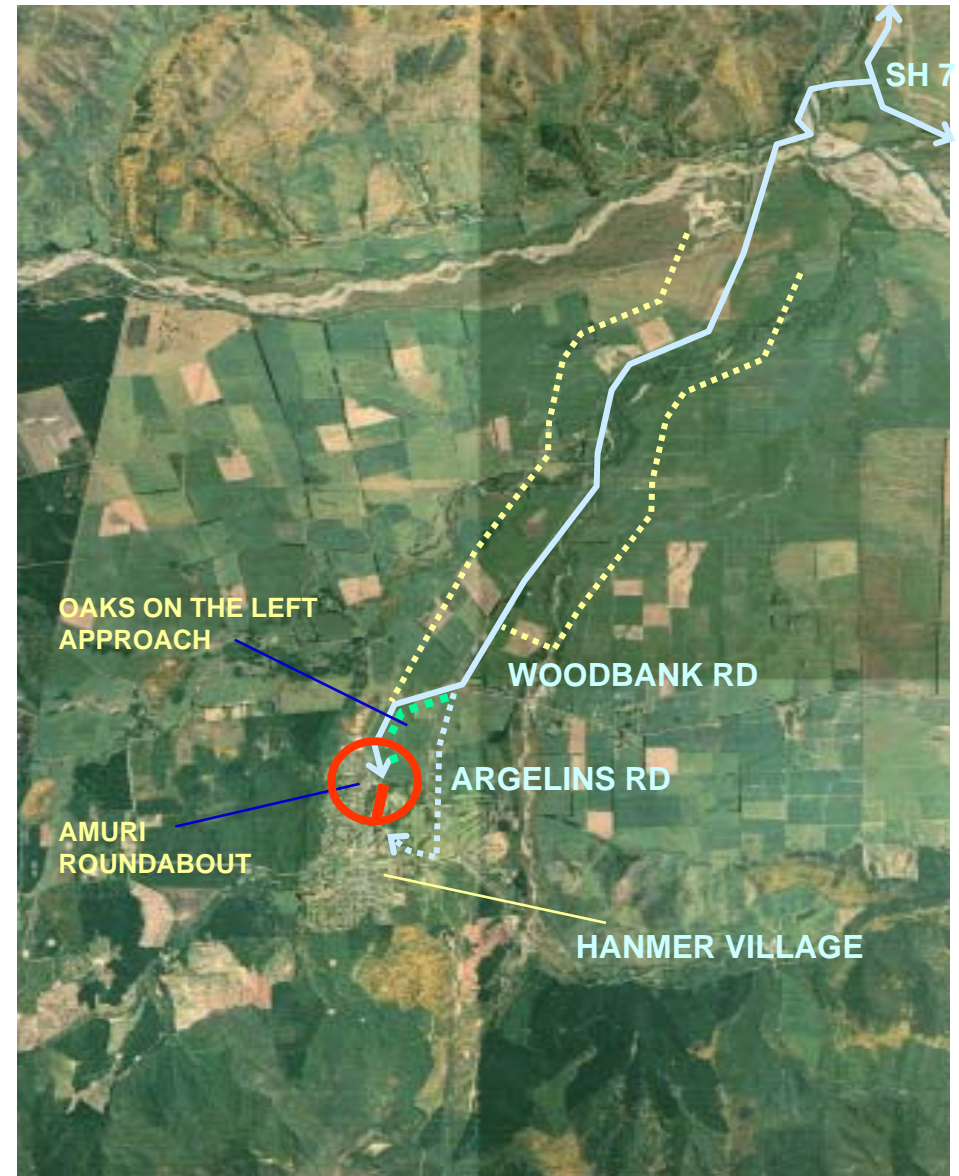 SH 7
OAKS ON THE LEFT
APPROACH
WOODBANK RD
ARGELINS RD
AMURI
ROUNDABOUT
HANMER VILLAGE